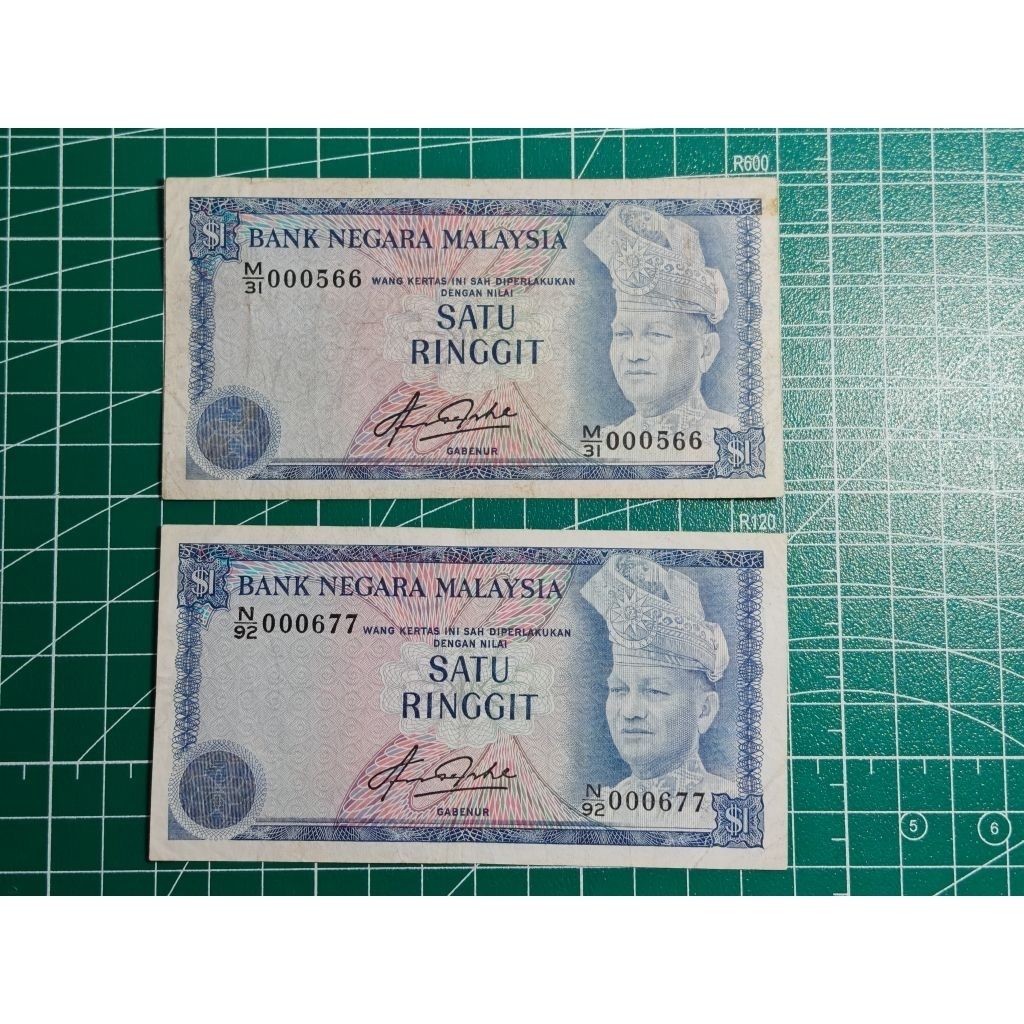 R600
$1 BANK NEGARA MALAYSIA
M/31 000566 WANG KERTAS INI SAH DIPERLAKUKAN
DENGAN NILAI
SATU
RINGGIT
M/31 000566
GABENUR
$1
R120
$1 BANK NEGARA MALAYSIA
N/92 000677 WANG KERTAS INI SAH DIPERLAKUKAN
DENGAN NILAI
SATU
RINGGIT
N/92 000677
GABENUR
$1
5 6